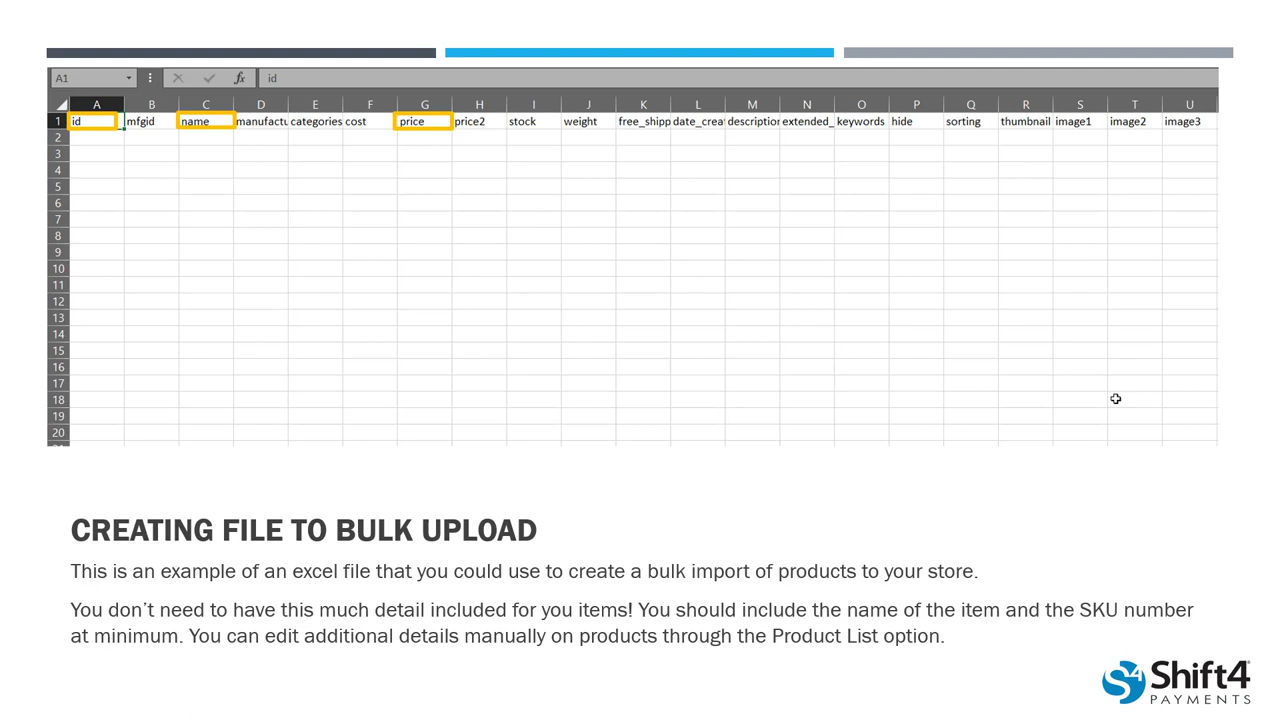 A1 fx id
A B C D E F G H I J K L M N O P Q R S T U
1 id mfgid name manufactu categories cost price price2 stock weight free_shipp date_creat description extended_ keywords hide sorting thumbnail image1 image2 image3
2
3
4
5
6
7
8
9
10
11
12
13
14
15
16
17
18
19
20
CREATING FILE TO BULK UPLOAD
This is an example of an excel file that you could use to create a bulk import of products to your store.
You don’t need to have this much detail included for you items! You should include the name of the item and the SKU number
at minimum. You can edit additional details manually on products through the Product List option.
S4 Shift4
PAYMENTS